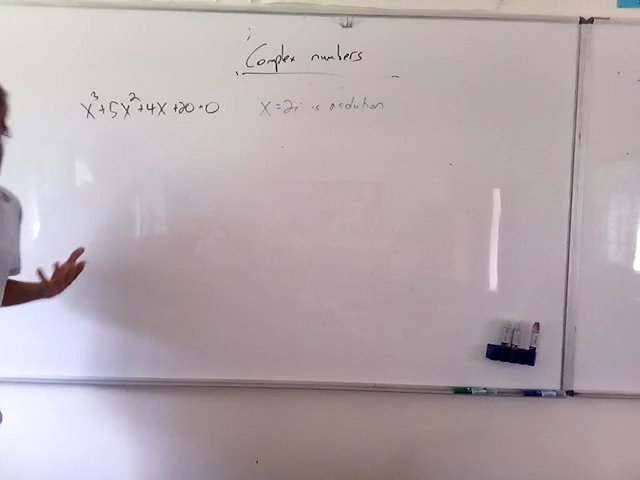 Complex numbers
x³+5x²+4x+20=0 x=2i is a solution